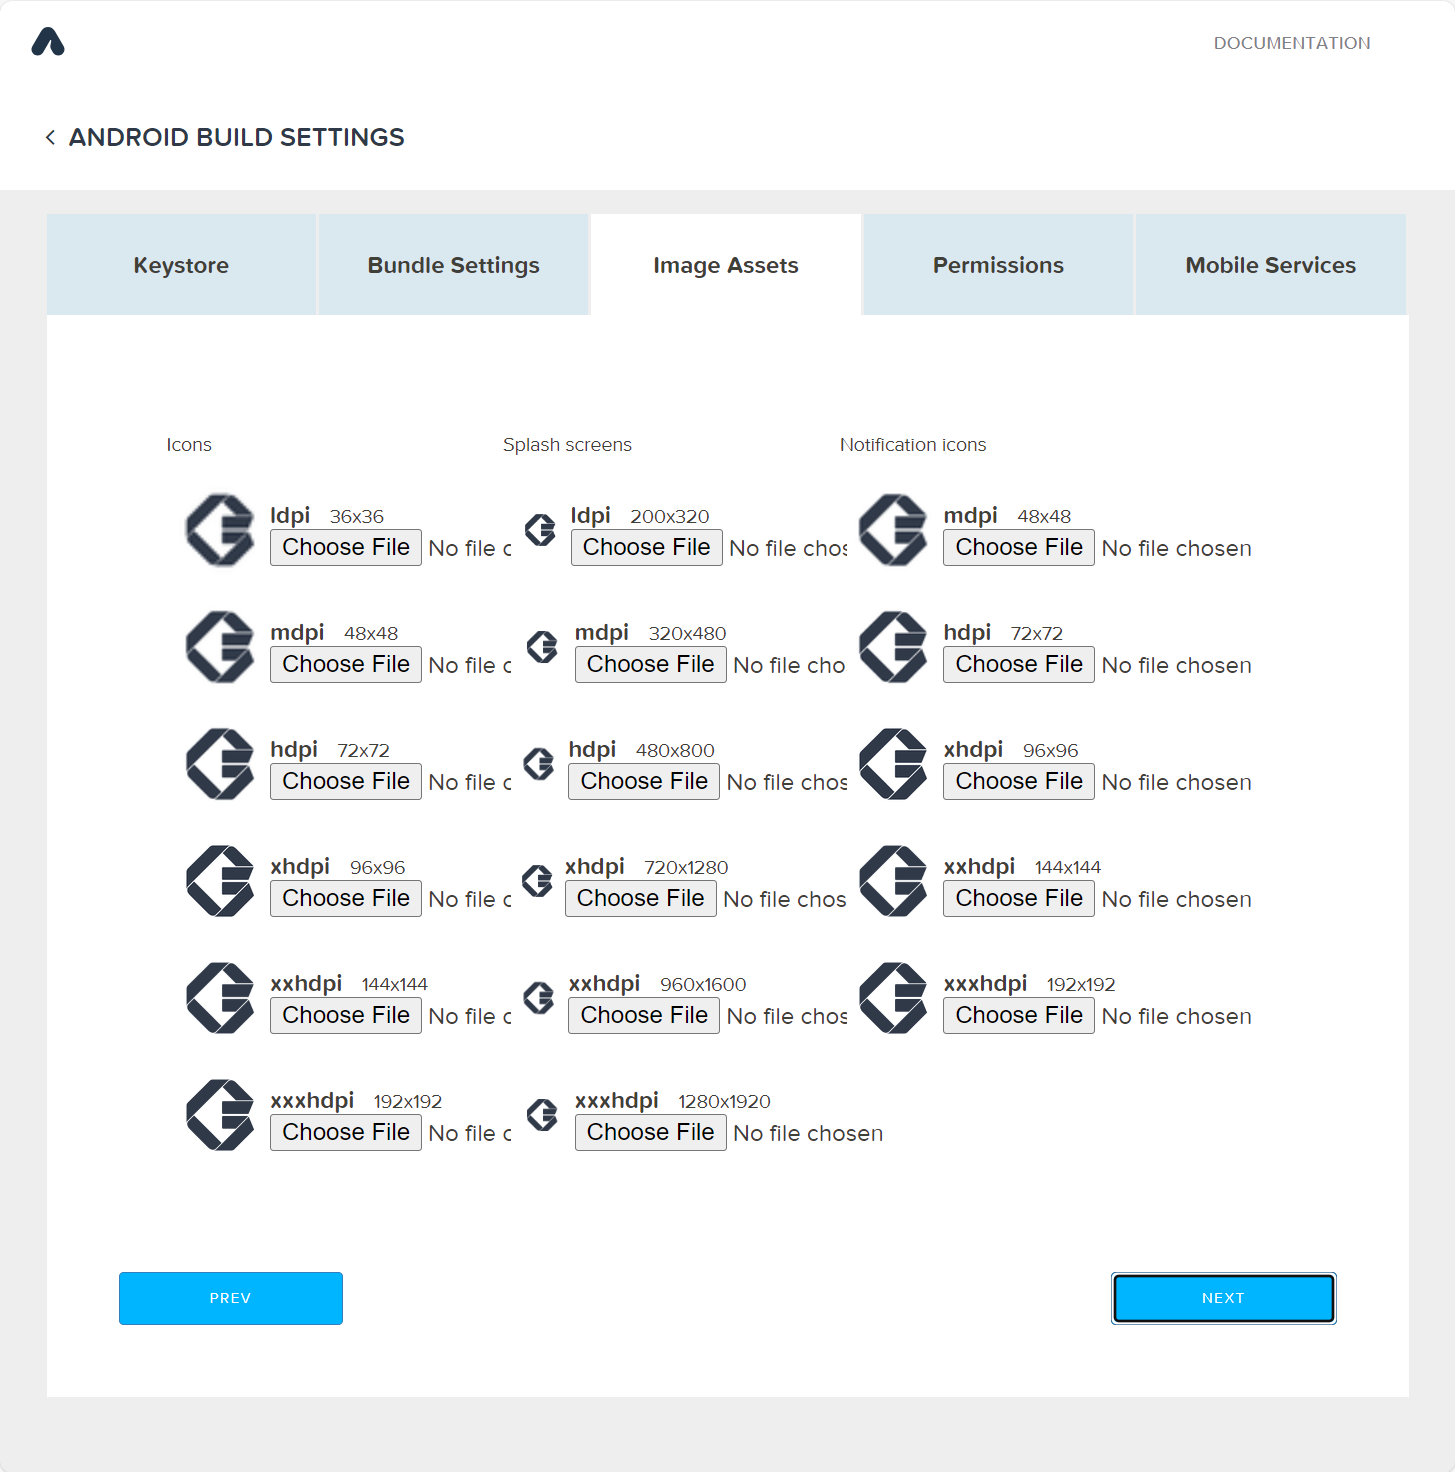 DOCUMENTATION
ANDROID BUILD SETTINGS
Keystore
Bundle Settings
Image Assets
Permissions
Mobile Services
Icons
Splash screens
Notification icons
ldpi 36x36
Choose File No file c
ldpi 200x320
Choose File No file chos
mdpi 48x48
Choose File No file chosen
mdpi 48x48
Choose File No file c
mdpi 320x480
Choose File No file cho
hdpi 72x72
Choose File No file chosen
hdpi 72x72
Choose File No file c
hdpi 480x800
Choose File No file chos
xhdpi 96x96
Choose File No file chosen
xhdpi 96x96
Choose File No file c
xhdpi 720x1280
Choose File No file chos
xxhdpi 144x144
Choose File No file chosen
xxhdpi 144x144
Choose File No file c
xxhdpi 960x1600
Choose File No file chos
xxxhdpi 192x192
Choose File No file chosen
xxxhdpi 192x192
Choose File No file c
xxxhdpi 1280x1920
Choose File No file chosen
PREV
NEXT